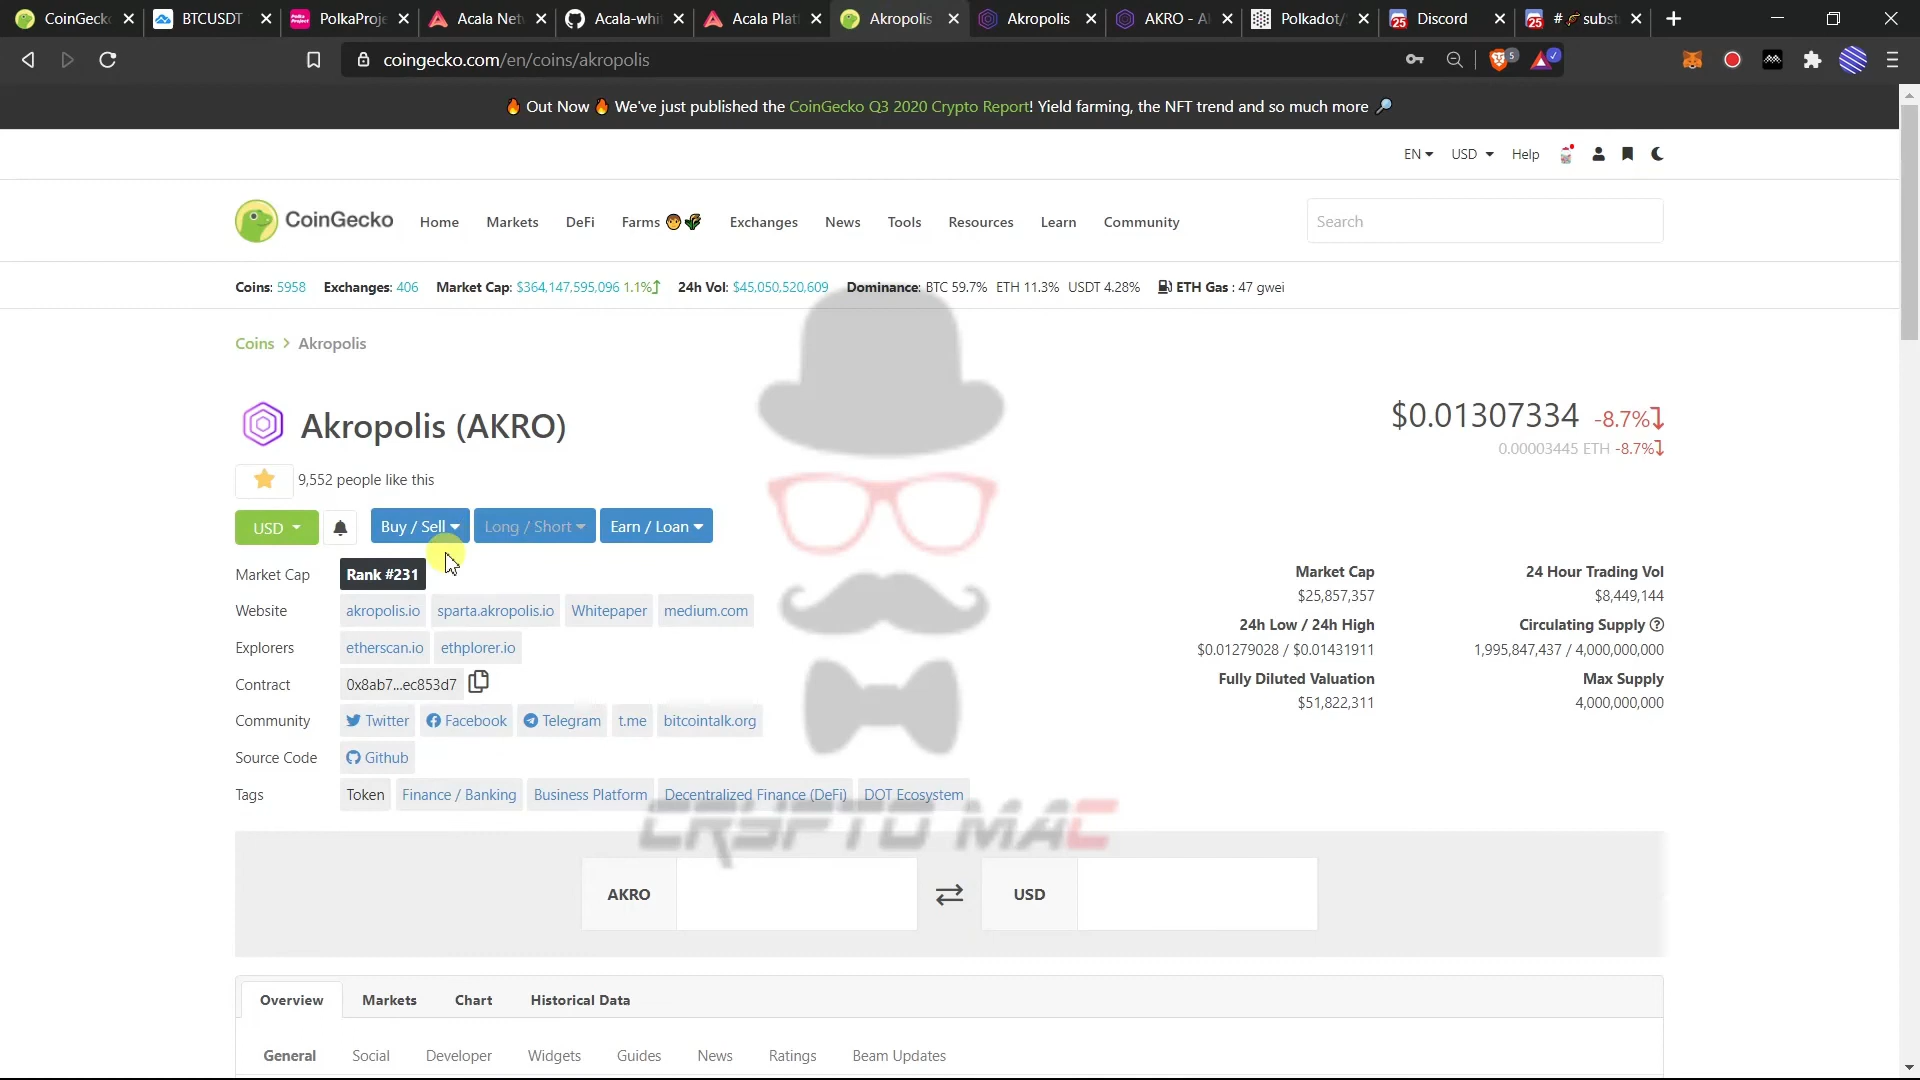 CoinGecko
BTCUSDT
PolkaProje
Acala Net
Acala-whi
Acala Plat
Akropolis
Akropolis
AKRO - A
Polkadot/
Discord
# subst
coingecko.com/en/coins/akropolis
5
Out Now We've just published the CoinGecko Q3 2020 Crypto Report! Yield farming, the NFT trend and so much more
EN USD Help
CoinGecko Home Markets DeFi Farms Exchanges News Tools Resources Learn Community Search
Coins: 5958 Exchanges: 406 Market Cap: $364,147,595,096 1.1% 24h Vol: $45,050,520,609 Dominance: BTC 59.7% ETH 11.3% USDT 4.28% ETH Gas : 47 gwei
Coins > Akropolis
Akropolis (AKRO)
$0.01307334 -8.7%
0.00003445 ETH -8.7%
9,552 people like this
USD Buy / Sell Long / Short Earn / Loan
Market Cap Rank #231
Website akropolis.io sparta.akropolis.io Whitepaper medium.com
Explorers etherscan.io ethplorer.io
Contract 0x8ab7...ec853d7
Community Twitter Facebook Telegram t.me bitcointalk.org
Source Code Github
Tags Token Finance / Banking Business Platform Decentralized Finance (DeFi) DOT Ecosystem
Market Cap
$25,857,357
24 Hour Trading Vol
$8,449,144
24h Low / 24h High
$0.01279028 / $0.01431911
Circulating Supply
1,995,847,437 / 4,000,000,000
Fully Diluted Valuation
$51,822,311
Max Supply
4,000,000,000
CRYPTO MAC
AKRO USD
Overview Markets Chart Historical Data
General Social Developer Widgets Guides News Ratings Beam Updates